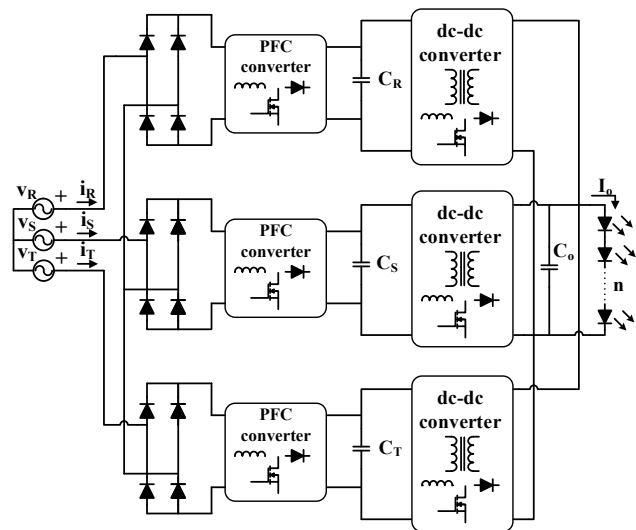 PFC
converter
C_R
dc-dc
converter
v_R + i_R
v_S + i_S
v_T + i_T
PFC
converter
C_S
dc-dc
converter
C_o
I_o
n
PFC
converter
C_T
dc-dc
converter